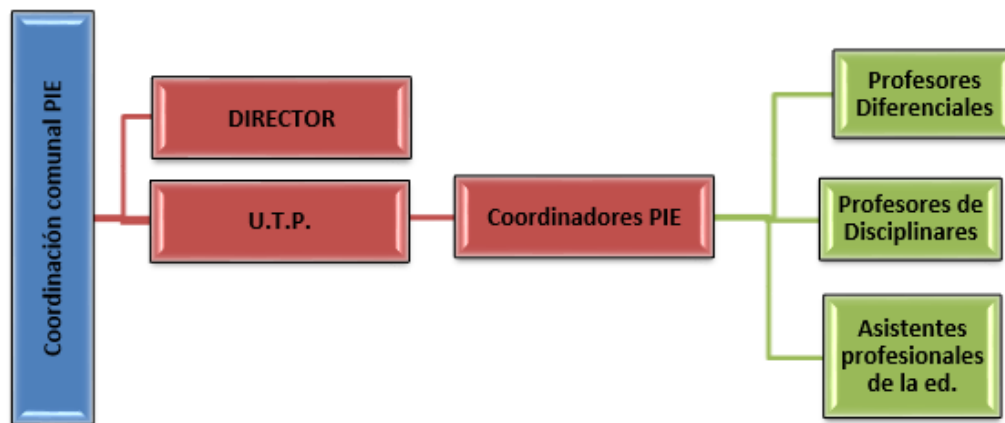 Coordinación comunal PIE
DIRECTOR
U.T.P.
Coordinadores PIE
Profesores
Diferenciales
Profesores de
Disciplinares
Asistentes
profesionales
de la ed.